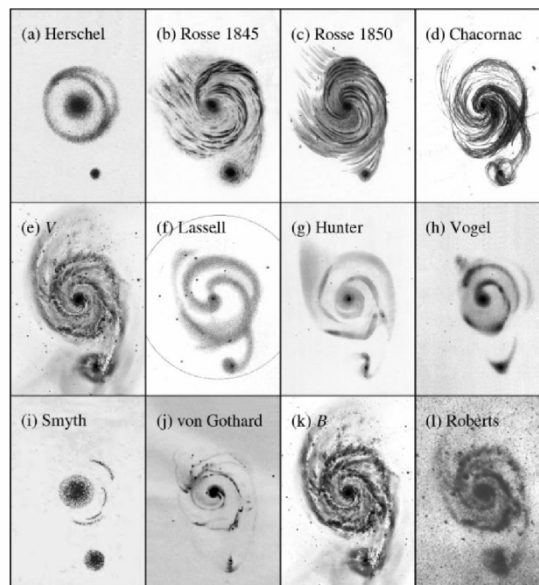 (a) Herschel
(b) Rosse 1845
(c) Rosse 1850
(d) Chacornac
(e) V
(f) Lassell
(g) Hunter
(h) Vogel
(i) Smyth
(j) von Gothard
(k) B
(l) Roberts